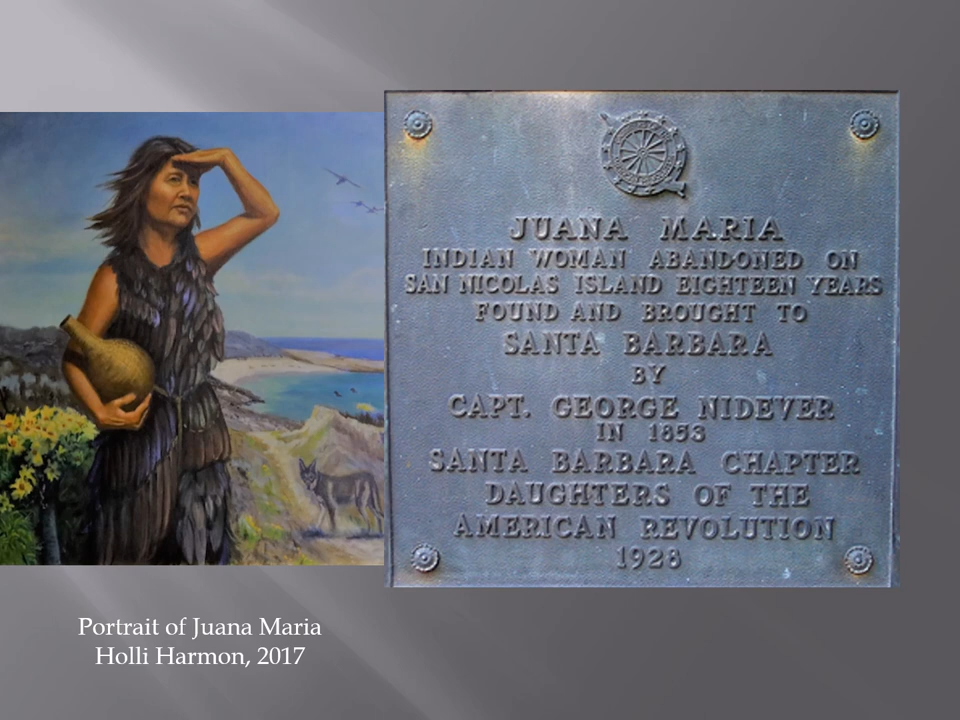 JUANA MARIA
INDIAN WOMAN ABANDONED ON
SAN NICOLAS ISLAND EIGHTEEN YEARS
FOUND AND BROUGHT TO
SANTA BARBARA
BY
CAPT. GEORGE NIDEVER
IN 1853
SANTA BARBARA CHAPTER
DAUGHTERS OF THE
AMERICAN REVOLUTION
1928
Portrait of Juana Maria
Holli Harmon, 2017